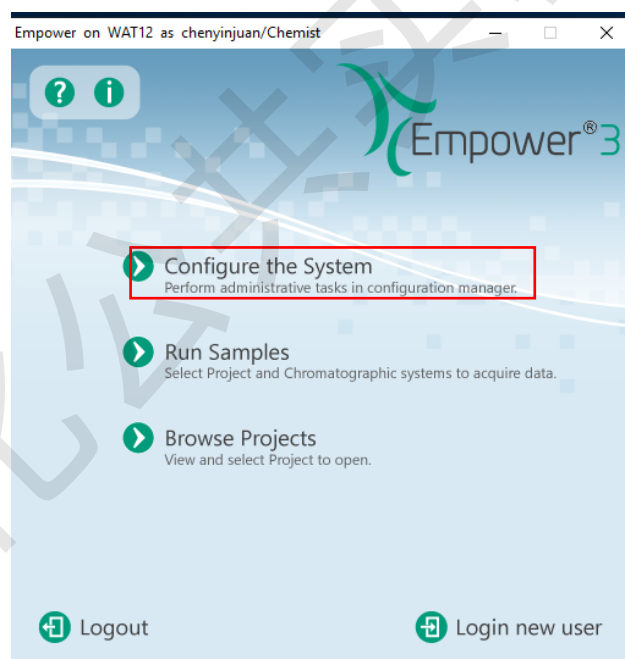 Empower on WAT12 as chenyinjuan/Chemist
? i
Empower®3
Configure the System
Perform administrative tasks in configuration manager.
Run Samples
Select Project and Chromatographic systems to acquire data.
Browse Projects
View and select Project to open.
Logout
Login new user